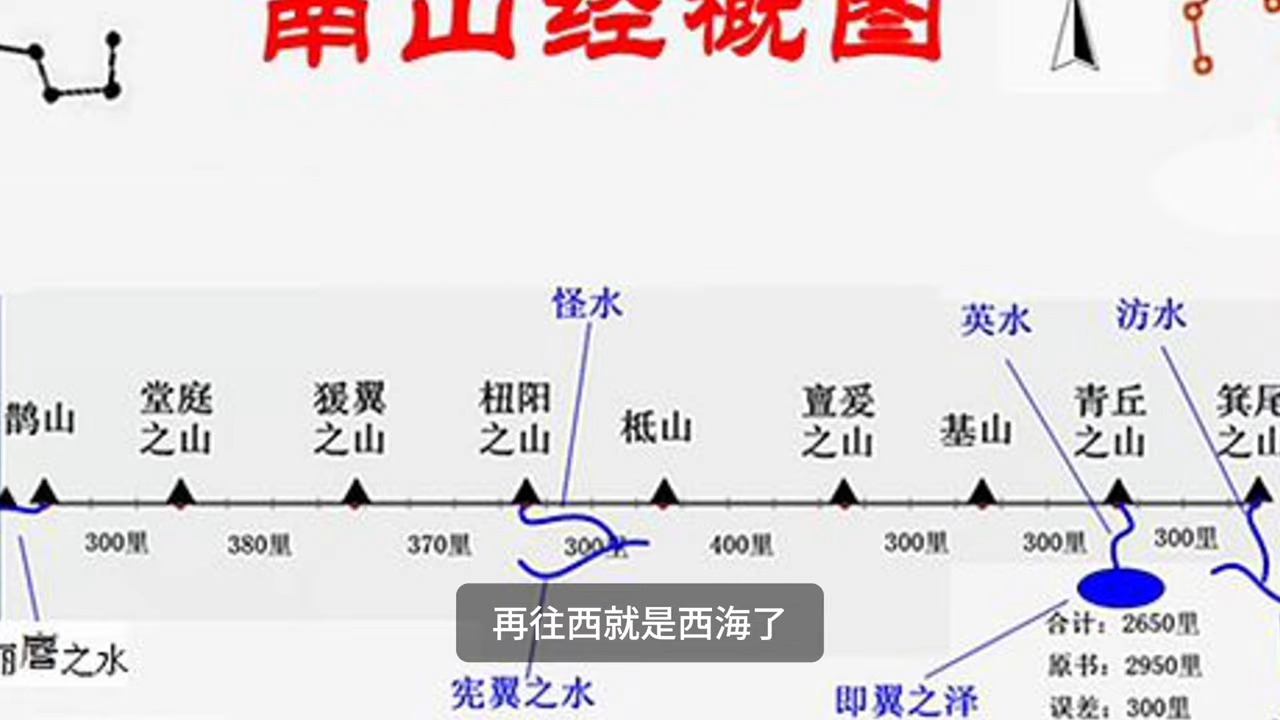 南山经概图
怪水
英水
汸水
鹊山
堂庭
之山
猨翼
之山
杻阳
之山
柢山
亶爱
之山
基山
青丘
之山
箕尾
之山
300里
380里
370里
300里
400里
300里
300里
300里
再往西就是西海了
合计：2650里
原书：2950里
误差：300里
丽𪎮之水
宪翼之水
即翼之泽